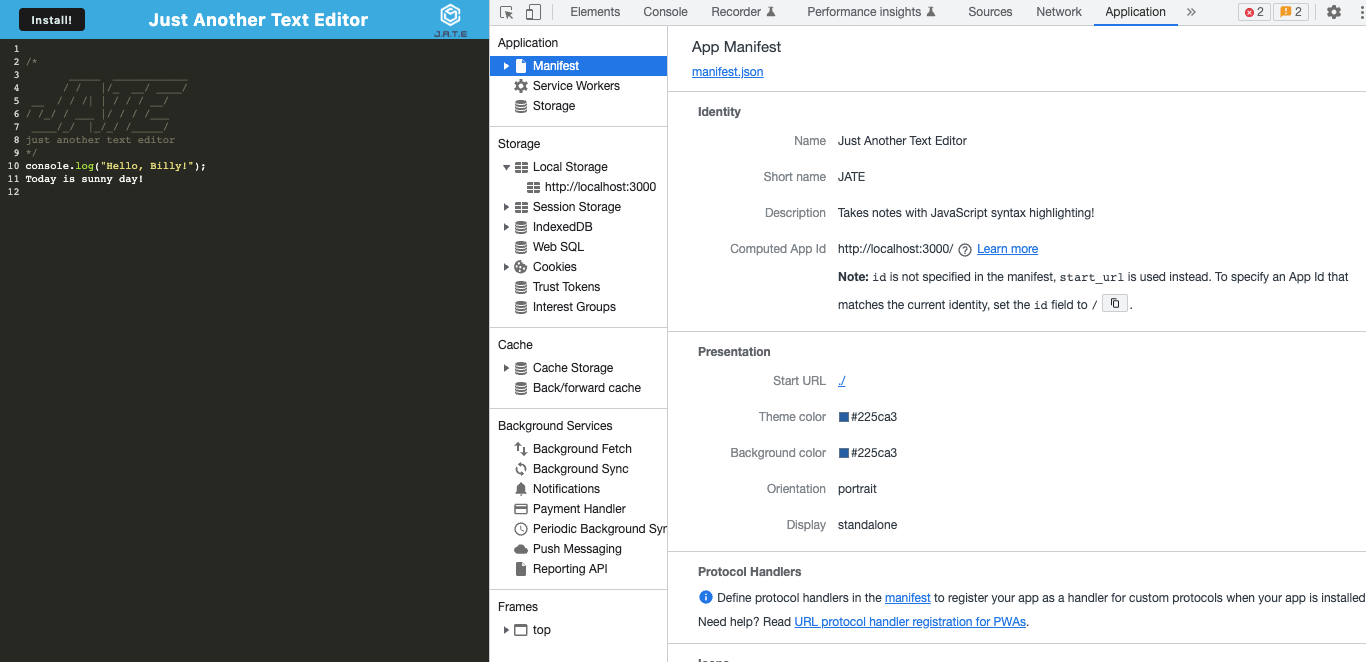 Install!
Just Another Text Editor
J.A.T.E
1
2 /*
3
4
5
6
7
8 just another text editor
9 */
10 console.log("Hello, Billy!");
11 Today is sunny day!
12
Elements Console Recorder Performance insights Sources Network Application » 2 2
Application
Manifest
Service Workers
Storage
Storage
Local Storage
http://localhost:3000
Session Storage
IndexedDB
Web SQL
Cookies
Trust Tokens
Interest Groups
Cache
Cache Storage
Back/forward cache
Background Services
Background Fetch
Background Sync
Notifications
Payment Handler
Periodic Background Syn
Push Messaging
Reporting API
Frames
top
App Manifest
manifest.json
Identity
Name Just Another Text Editor
Short name JATE
Description Takes notes with JavaScript syntax highlighting!
Computed App Id http://localhost:3000/ Learn more
Note: id is not specified in the manifest, start_url is used instead. To specify an App Id that
matches the current identity, set the id field to / .
Presentation
Start URL ./
Theme color #225ca3
Background color #225ca3
Orientation portrait
Display standalone
Protocol Handlers
Define protocol handlers in the manifest to register your app as a handler for custom protocols when your app is installed
Need help? Read URL protocol handler registration for PWAs.
Icons